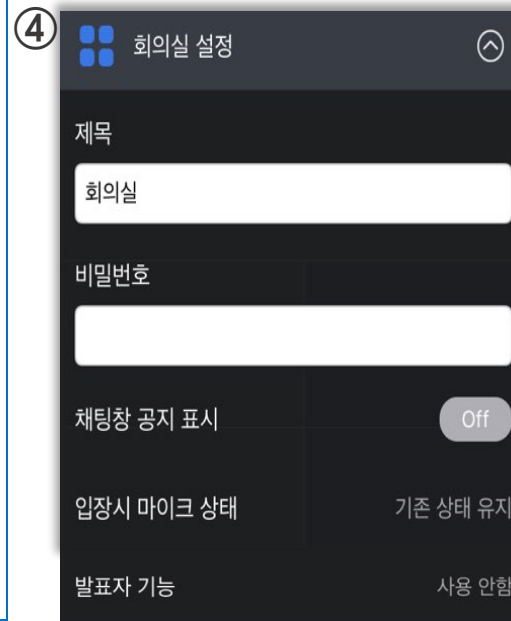 ④
회의실 설정
제목
회의실
비밀번호
채팅창 공지 표시 Off
입장시 마이크 상태 기존 상태 유지
발표자 기능 사용 안함